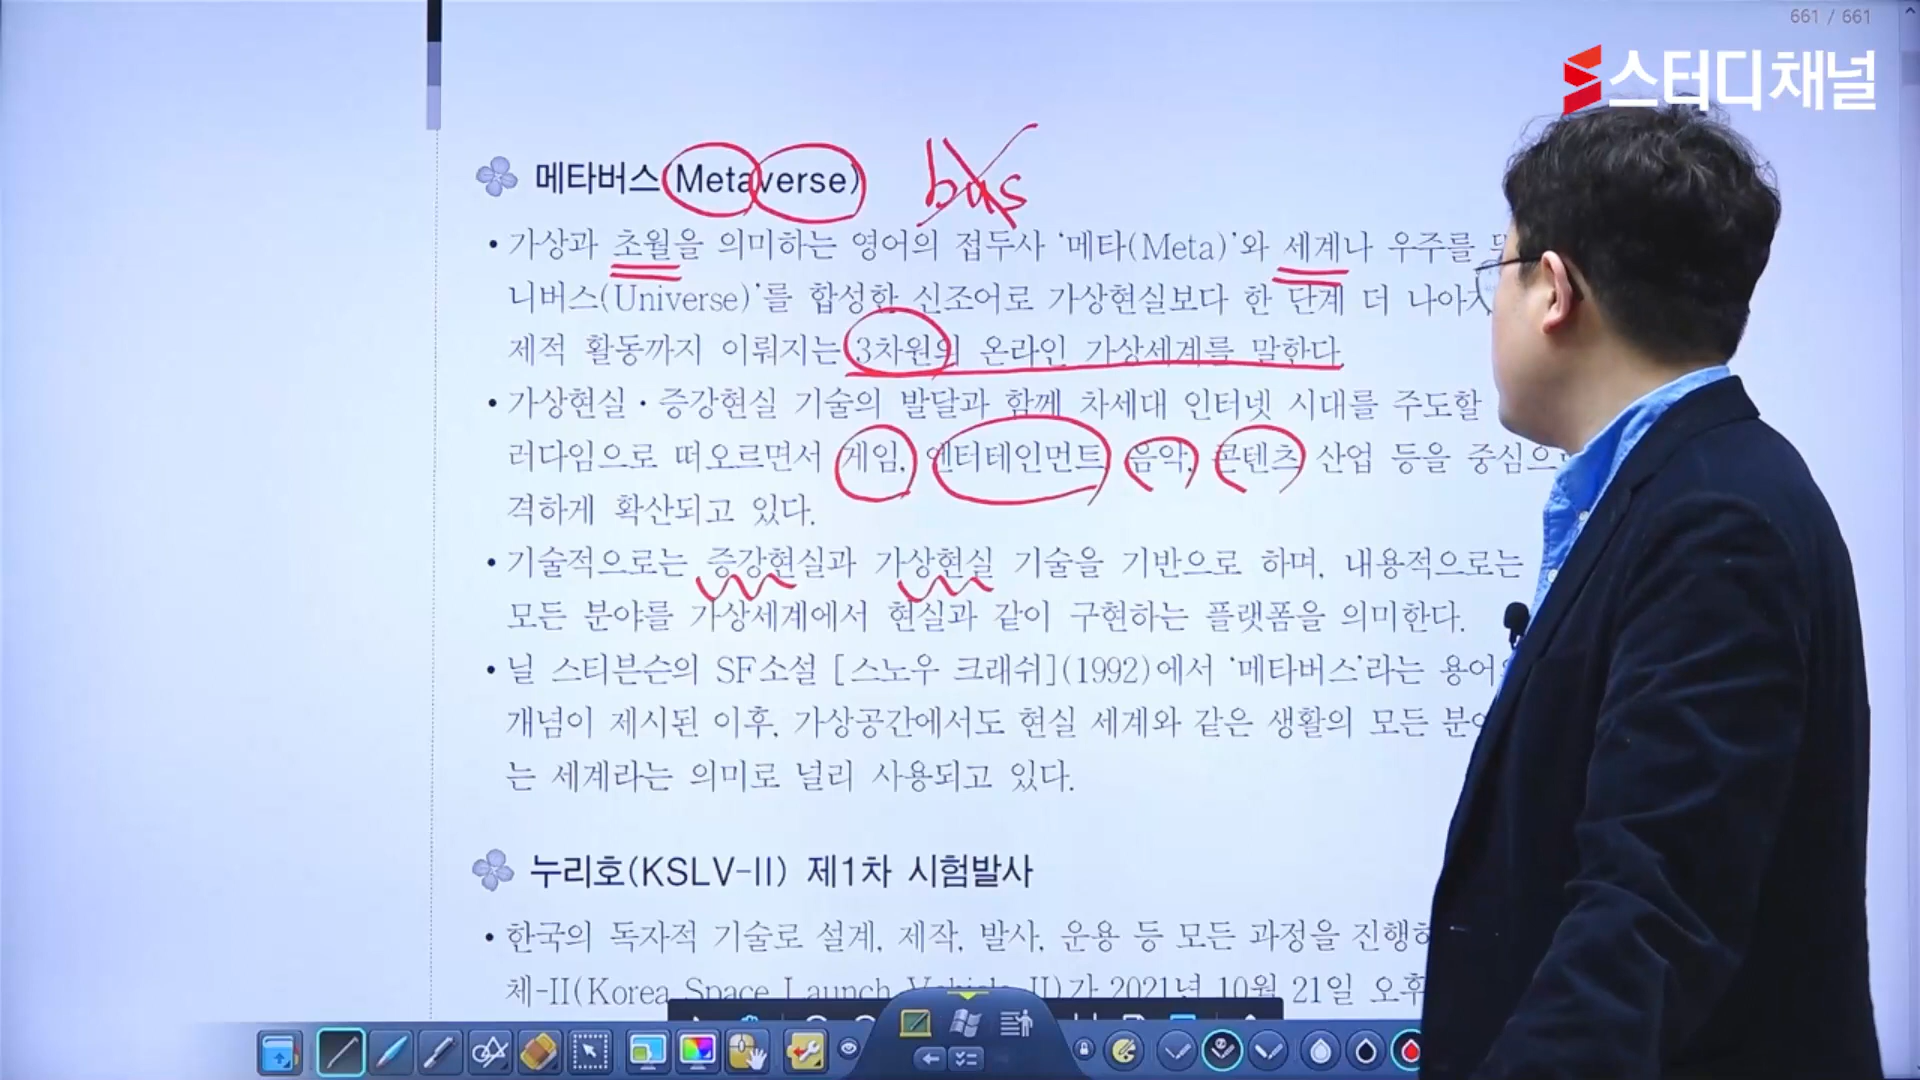 661 / 661
스터디채널
메타버스(Metaverse)
bus
• 가상과 초월을 의미하는 영어의 접두사 '메타(Meta)'와 세계나 우주를
니버스(Universe)'를 합성한 신조어로 가상현실보다 한 단계 더
제적 활동까지 이뤄지는 3차원의 온라인 가상세계를 말한다.
• 가상현실·증강현실 기술의 발달과 함께 차세대 인터넷 시대를 주도할
러다임으로 떠오르면서 게임, 엔터테인먼트, 음악, 콘텐츠 산업 등을
격하게 확산되고 있다.
• 기술적으로는 증강현실과 가상현실 기술을 기반으로 하며, 내용적으로는
모든 분야를 가상세계에서 현실과 같이 구현하는 플랫폼을 의미한다.
• 닐 스티븐슨의 SF소설 [스노우 크래쉬](1992)에서 '메타버스'라는
개념이 제시된 이후, 가상공간에서도 현실 세계와 같은 생활의 모든
는 세계라는 의미로 널리 사용되고 있다.
누리호(KSLV-II) 제1차 시험발사
• 한국의 독자적 기술로 설계, 제작, 발사, 운용 등 모든 과정을
체-II(Korea Space Launch Vehicle II)가 2021년 10월 21일 오후